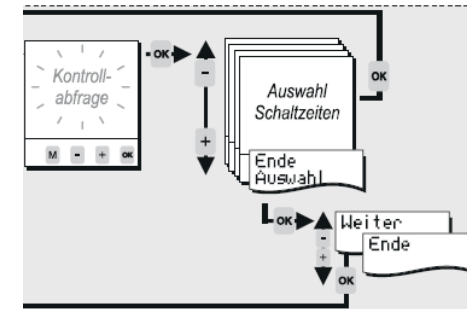 OK
Kontroll-
abfrage
M - + OK
-
+
Auswahl
Schaltzeiten
OK
Ende
Auswahl
OK
-
+
Weiter
Ende
OK